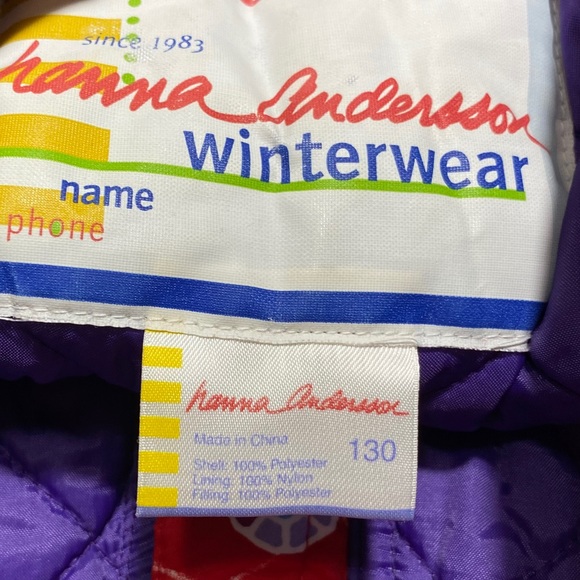 since 1983
hanna Andersson
winterwear
name
phone
hanna Andersson
Made in China
130
Shell: 100% Polyester
Lining: 100% Nylon
Filling: 100% Polyester